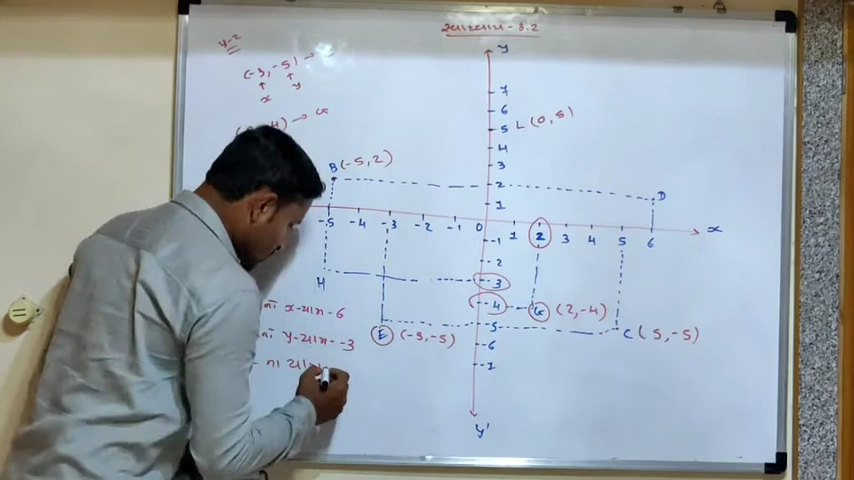 સ્વાધ્યાય - 3.2
y-2
(-3, -5) →
↑ ↑
x y
4) → G
y
7
6
5 L (0, 5)
4
3
2
1
B (-5, 2)
D
-5 -4 -3 -2 -1 0 1 2 3 4 5 6 x
-1
-2
-3
-4
-5
-6
-7
H
G (2, -4)
E (-3, -5)
C (5, -5)
નો x-યામ - 6
નો y-યામ - -3
ના
y'